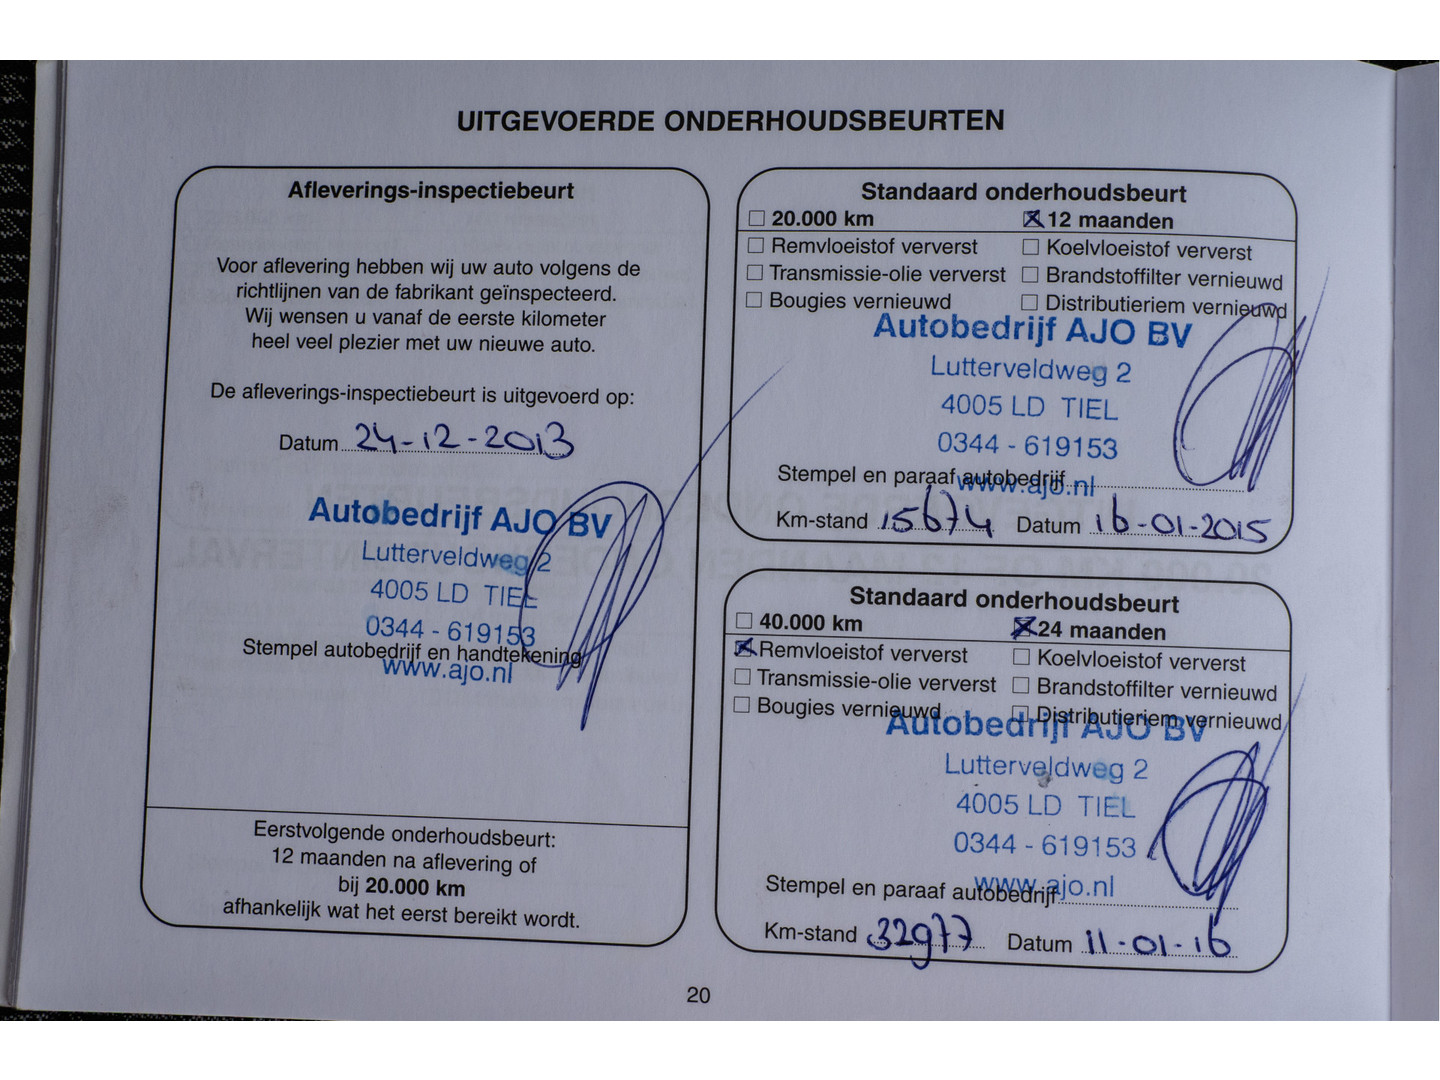 UITGEVOERDE ONDERHOUDSBEURTEN
Afleverings-inspectiebeurt
Voor aflevering hebben wij uw auto volgens de
richtlijnen van de fabrikant geïnspecteerd.
Wij wensen u vanaf de eerste kilometer
heel veel plezier met uw nieuwe auto.
De afleverings-inspectiebeurt is uitgevoerd op:
Datum 24-12-2013
Autobedrijf AJO BV
Lutterveldweg 2
4005 LD TIEL
0344 - 619153
Stempel autobedrijf en handtekening
www.ajo.nl
Eerstvolgende onderhoudsbeurt:
12 maanden na aflevering of
bij 20.000 km
afhankelijk wat het eerst bereikt wordt.
Standaard onderhoudsbeurt
20.000 km 12 maanden
Remvloeistof ververst Koelvloeistof ververst
Transmissie-olie ververst Brandstoffilter vernieuwd
Bougies vernieuwd Distributieriem vernieuwd
Autobedrijf AJO BV
Lutterveldweg 2
4005 LD TIEL
0344 - 619153
Stempel en paraaf autobedrijf
www.ajo.nl
Km-stand 15674 Datum 16-01-2015
Standaard onderhoudsbeurt
40.000 km 24 maanden
Remvloeistof ververst Koelvloeistof ververst
Transmissie-olie ververst Brandstoffilter vernieuwd
Bougies vernieuwd Distributieriem vernieuwd
Autobedrijf AJO BV
Lutterveldweg 2
4005 LD TIEL
0344 - 619153
www.ajo.nl
Stempel en paraaf autobedrijf
Km-stand 32977 Datum 11-01-16
20